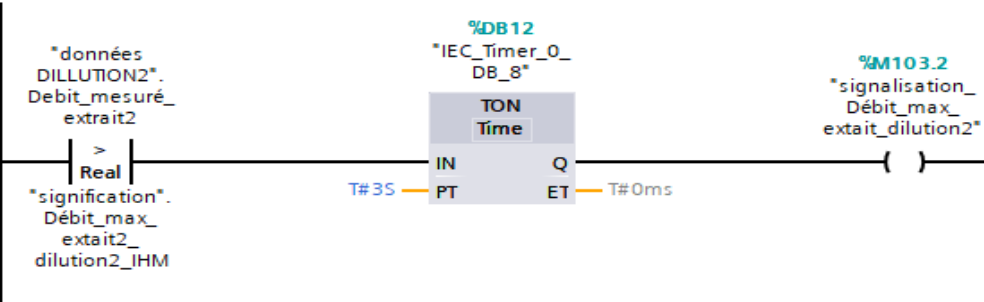 "données
DILLUTION2".
Debit_mesuré_
extrait2
>
Real
"signification".
Débit_max_
extait2_
dilution2_IHM
%DB12
"IEC_Timer_0_
DB_8"
TON
Time
IN Q
T#3S PT ET T#0ms
%M103.2
"signalisation_
Débit_max_
extait_dilution2"
( )